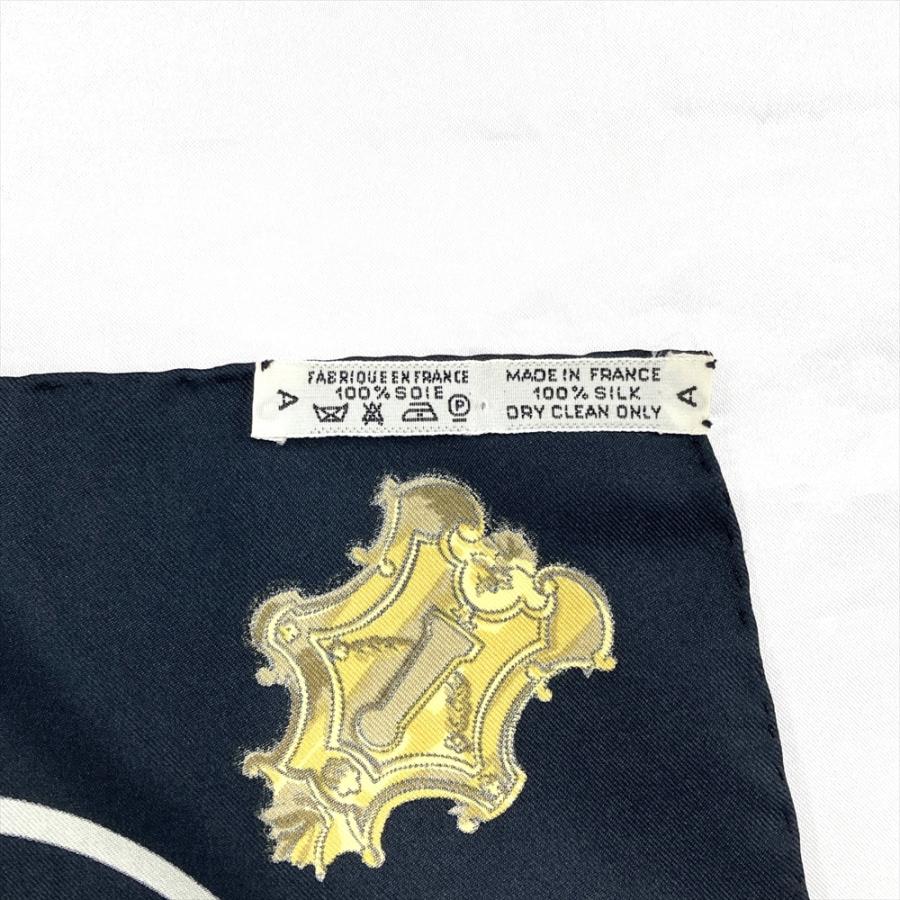 A
FABRIQUE EN FRANCE
100% SOIE
P
MADE IN FRANCE
100% SILK
DRY CLEAN ONLY
A